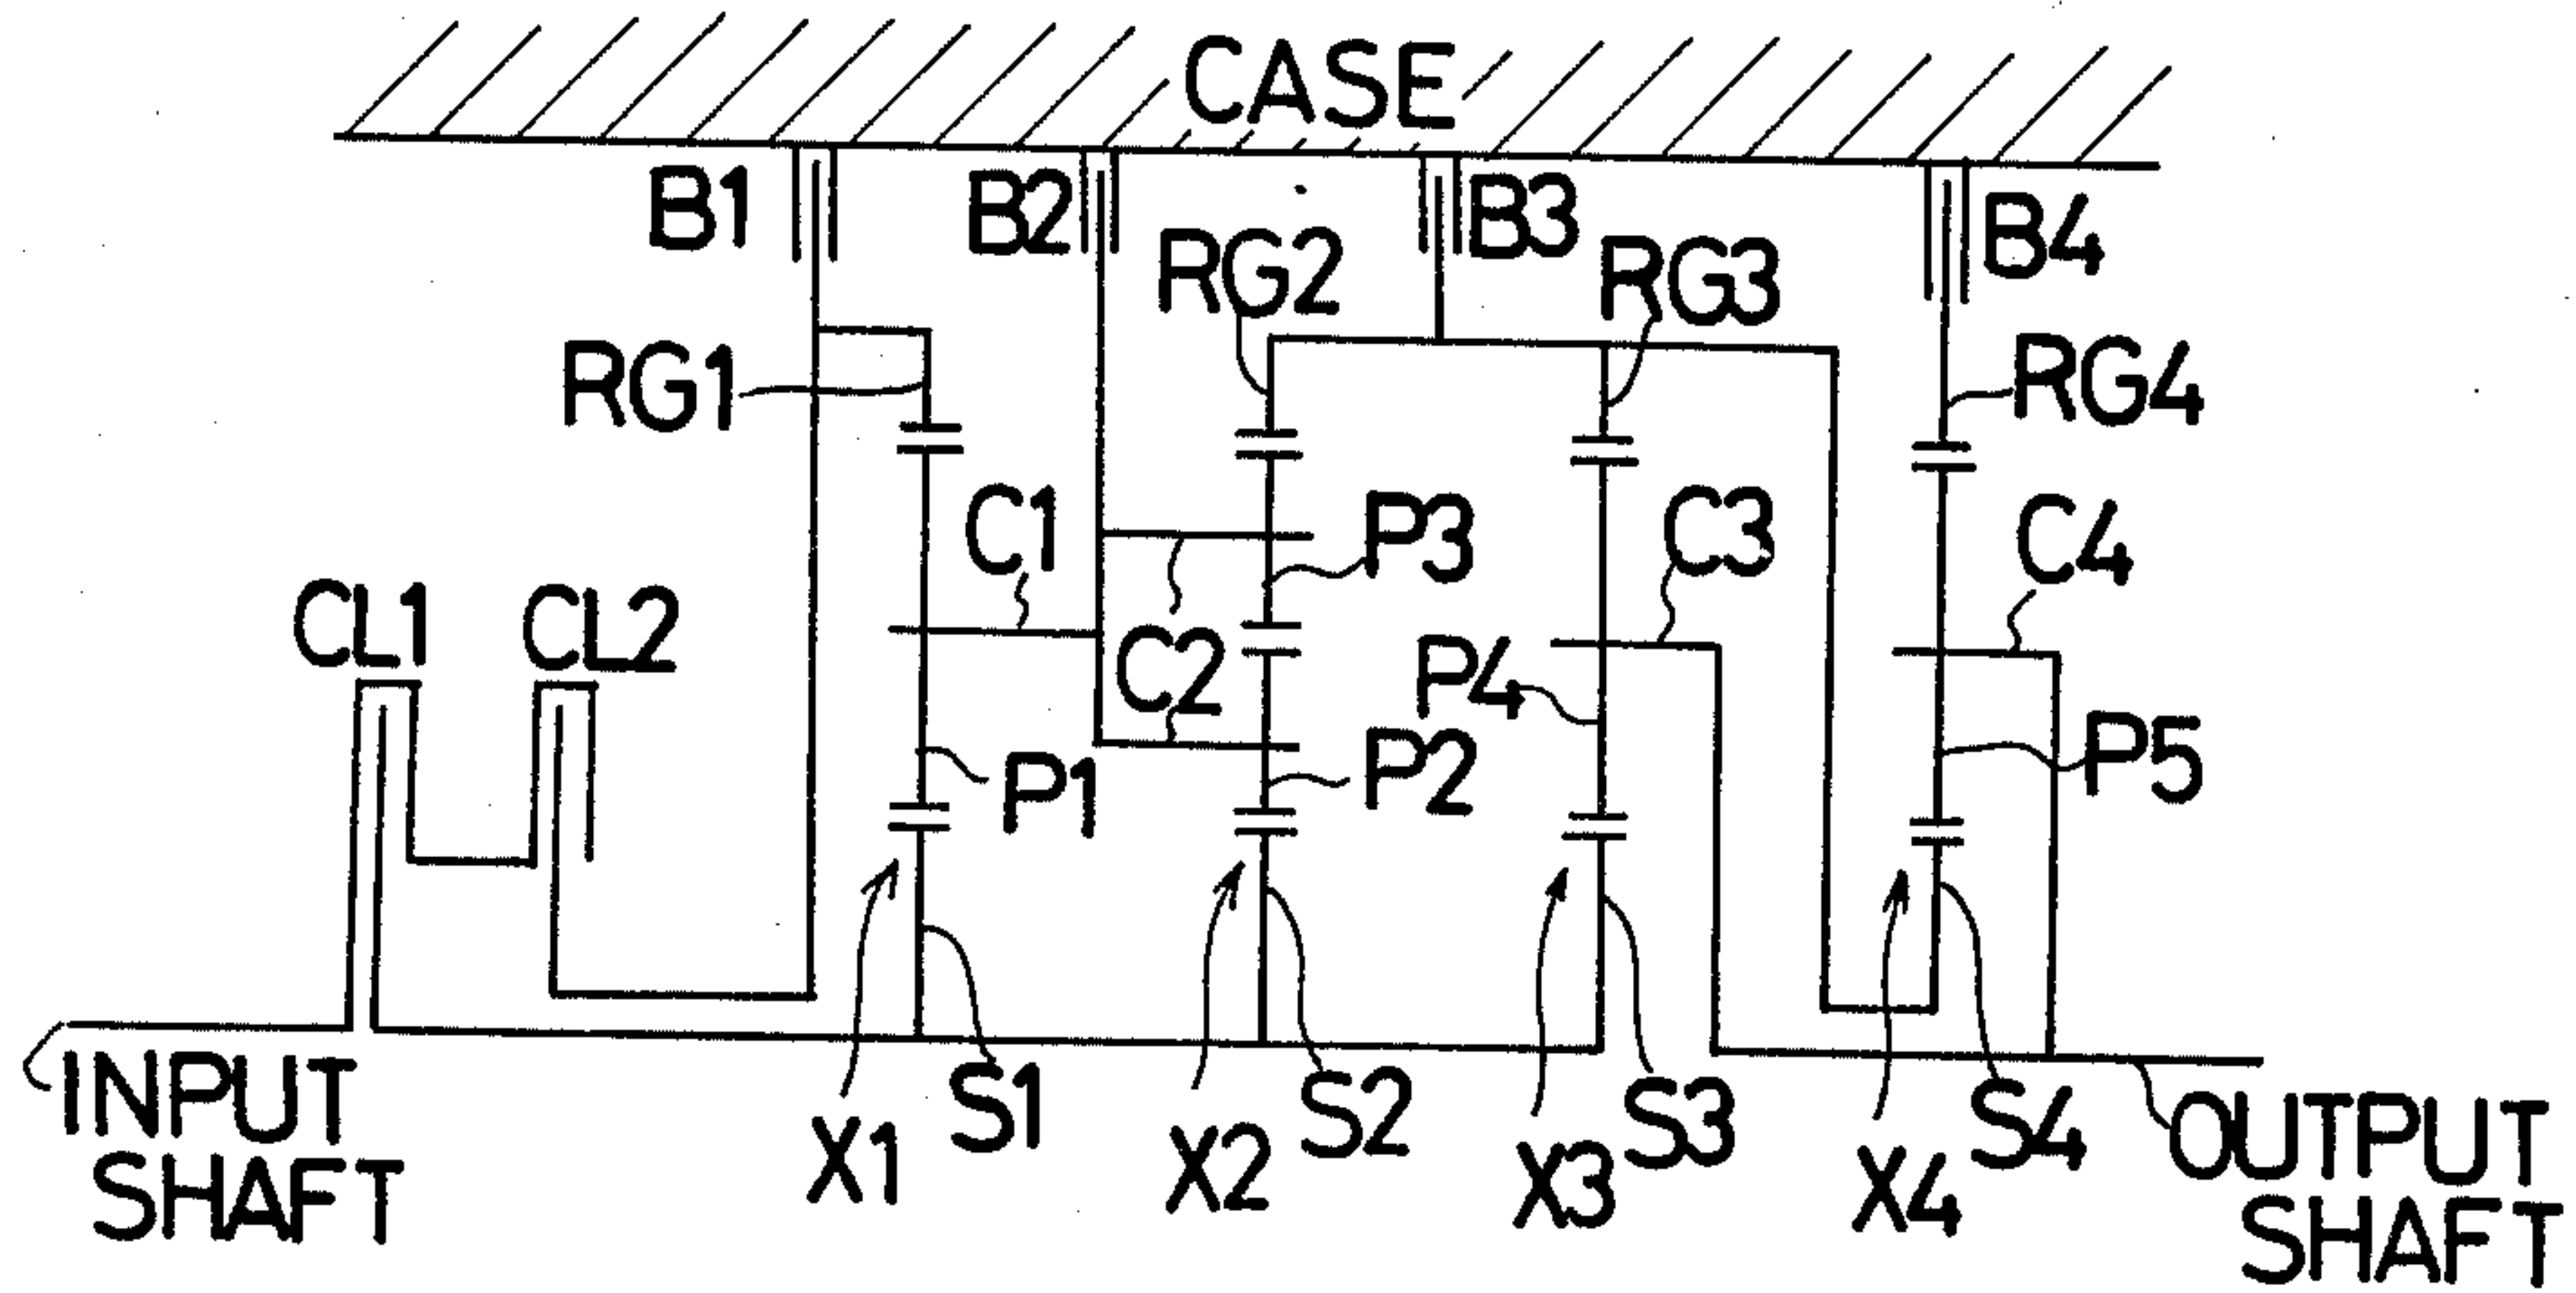 CASE
B1
B2
B3
B4
RG2
RG3
RG1
RG4
C1
P3
C3
C4
CL1
CL2
C2
P4
P2
P5
P1
INPUT
SHAFT
S1
S2
S3
S4
X1
X2
X3
X4
OUTPUT
SHAFT